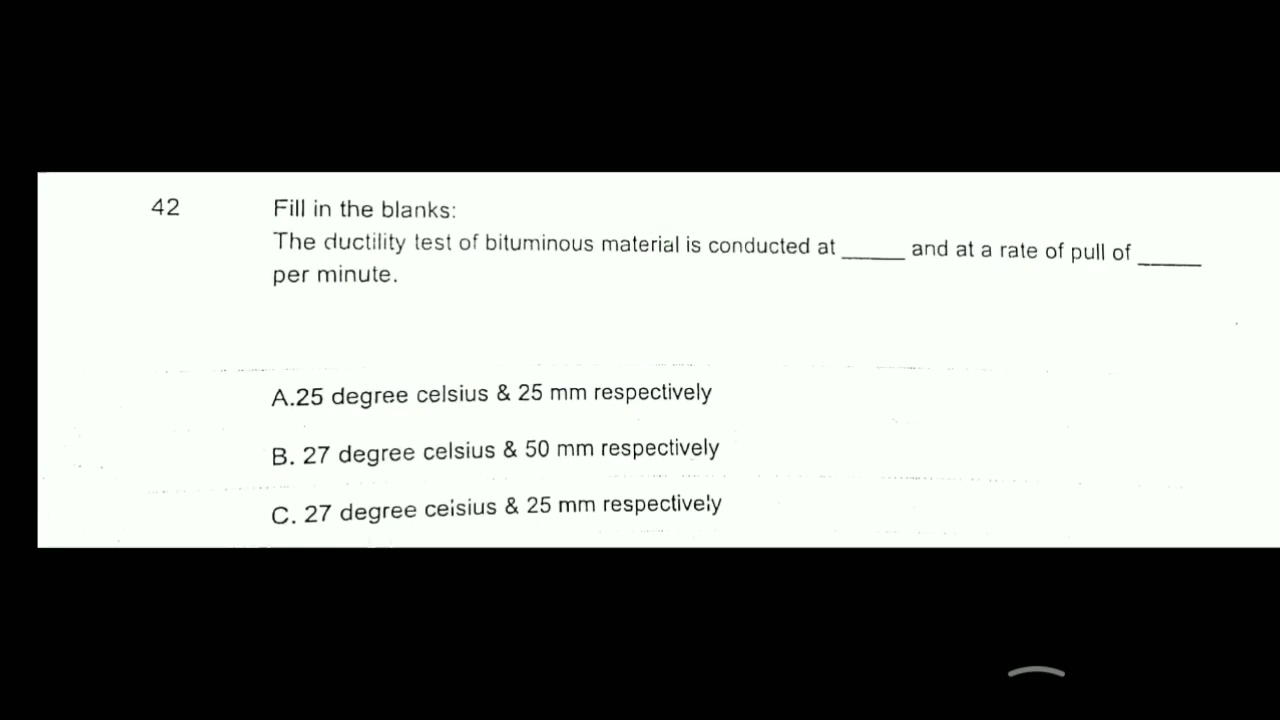 42 Fill in the blanks:
The ductility test of bituminous material is conducted at _____ and at a rate of pull of _____
per minute.
A.25 degree celsius & 25 mm respectively
B. 27 degree celsius & 50 mm respectively
C. 27 degree celsius & 25 mm respectively